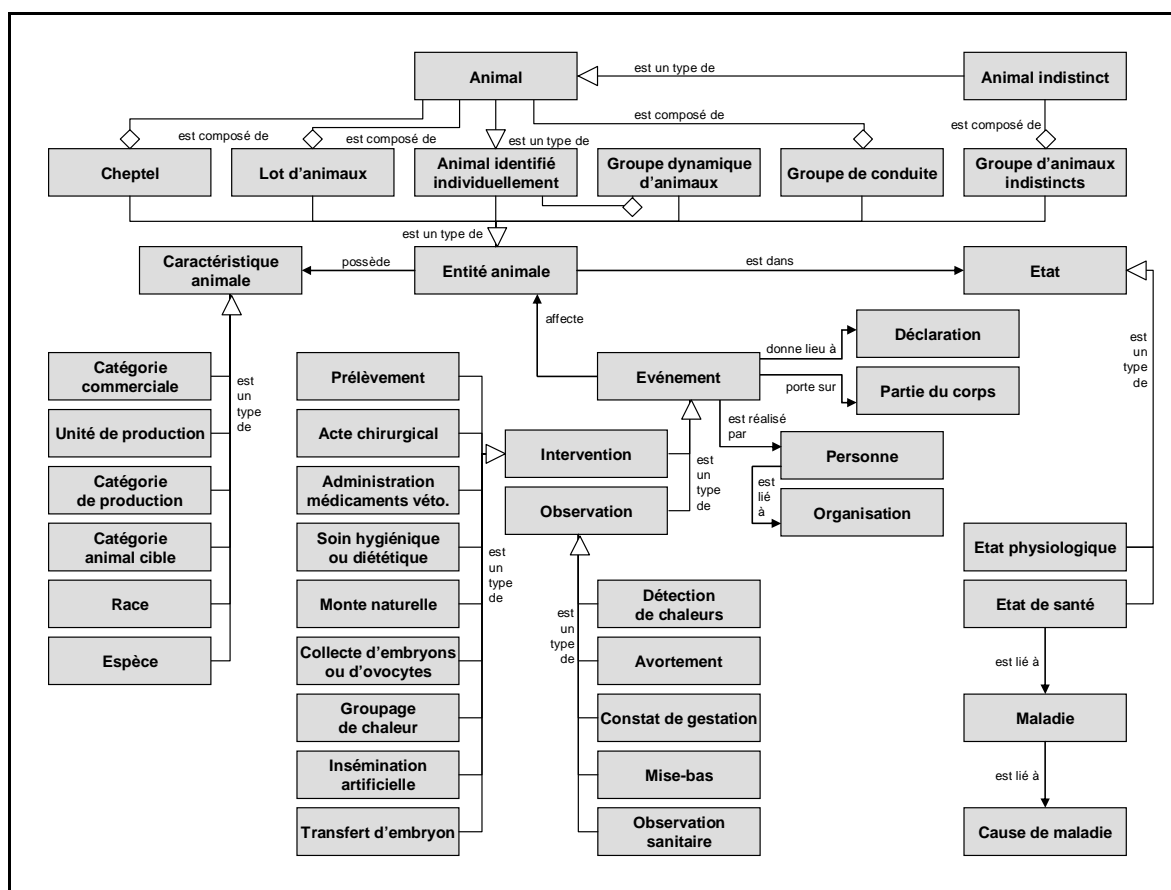 Animal
est un type de
Animal indistinct
est composé de
est composé de
est un type de
est composé de
est composé de
Cheptel
Lot d'animaux
Animal identifié
individuellement
Groupe dynamique
d'animaux
Groupe de conduite
Groupe d'animaux
indistincts
est un type de
Caractéristique
animale
possède
Entité animale
est dans
Etat
affecte
Catégorie
commerciale
Unité de production
Catégorie
de production
Catégorie
animal cible
Race
Espèce
est
un
type
de
Prélèvement
Acte chirurgical
Administration
médicaments véto.
Soin hygiénique
ou diététique
Monte naturelle
Collecte d'embryons
ou d'ovocytes
Groupage
de chaleur
Insémination
artificielle
Transfert d'embryon
est
un
type
de
Evénement
donne lieu à
Déclaration
porte sur
Partie du corps
est réalisé
par
Personne
est
lié
à
Organisation
Intervention
Observation
est
un
type
de
Détection
de chaleurs
Avortement
Constat de gestation
Mise-bas
Observation
sanitaire
est
un
type
de
est
un
type
de
Etat physiologique
Etat de santé
est lié à
Maladie
est lié à
Cause de maladie